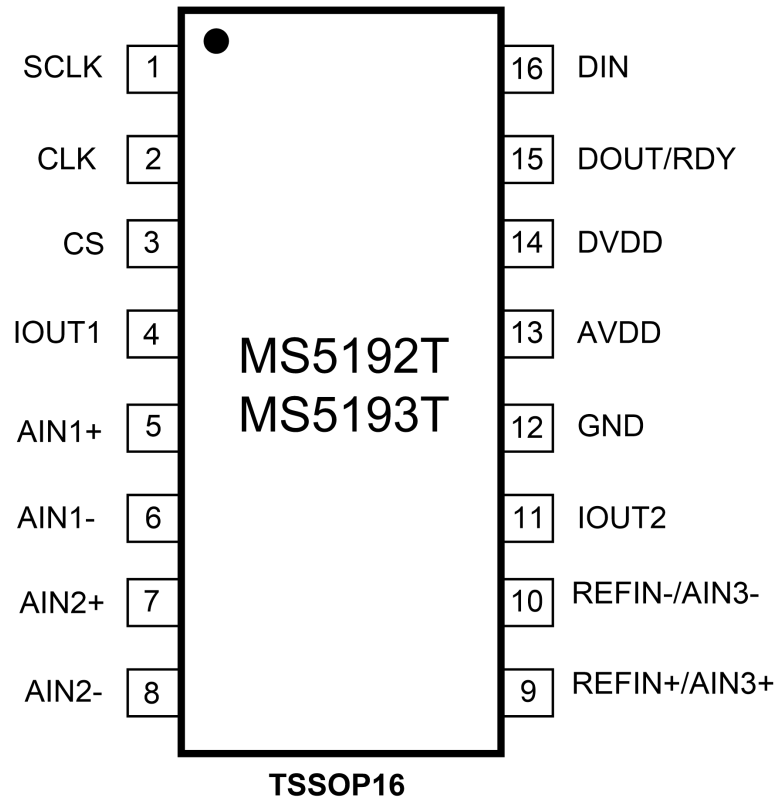 SCLK 1 16 DIN
CLK 2 15 DOUT/RDY
CS 3 14 DVDD
IOUT1 4 13 AVDD
MS5192T
MS5193T
AIN1+ 5 12 GND
AIN1- 6 11 IOUT2
AIN2+ 7 10 REFIN-/AIN3-
AIN2- 8 9 REFIN+/AIN3+
TSSOP16